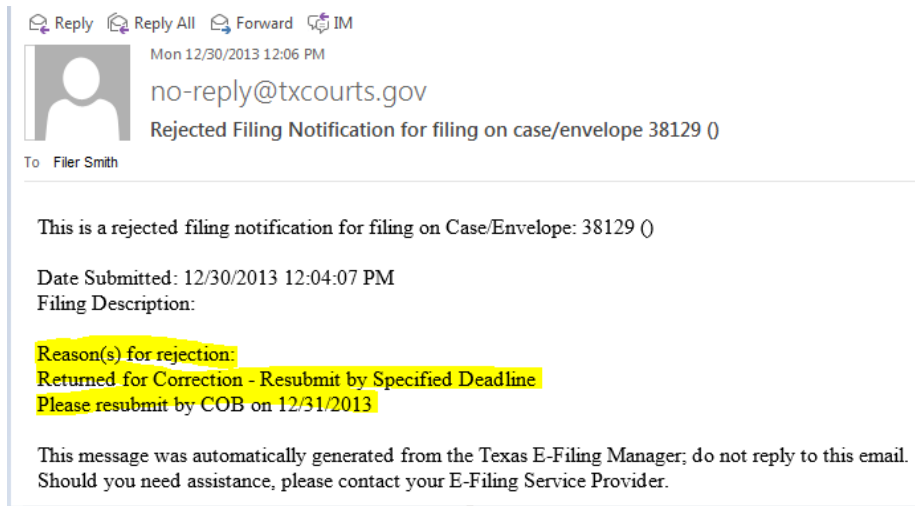 Reply Reply All Forward IM
Mon 12/30/2013 12:06 PM
no-reply@txcourts.gov
Rejected Filing Notification for filing on case/envelope 38129 ()
To Filer Smith
This is a rejected filing notification for filing on Case/Envelope: 38129 ()
Date Submitted: 12/30/2013 12:04:07 PM
Filing Description:
Reason(s) for rejection:
Returned for Correction - Resubmit by Specified Deadline
Please resubmit by COB on 12/31/2013
This message was automatically generated from the Texas E-Filing Manager; do not reply to this email.
Should you need assistance, please contact your E-Filing Service Provider.